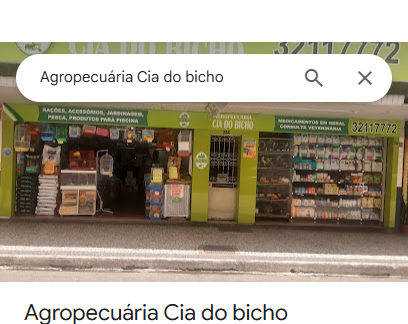 CIA DO BICHO 32117772
Agropecuária Cia do bicho
RAÇÕES, ACESSÓRIOS, JARDINAGEM,
PESCA, PRODUTOS PARA PISCINA
AGROPECUÁRIA
CIA DO BICHO
MEDICAMENTOS EM GERAL
CONSULTA VETERINÁRIA
32117772
Agropecuária Cia do bicho